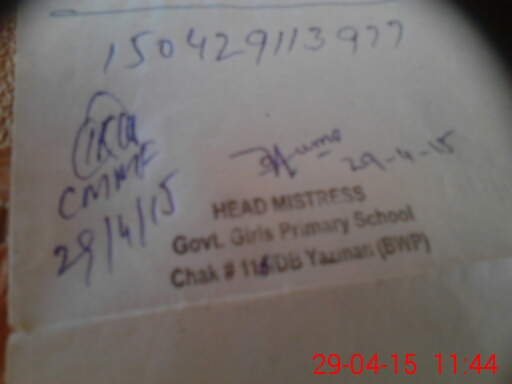 150429113977
CMMF
29/4/15
29-4-15
HEAD MISTRESS
Govt. Girls Primary School
Chak # DB Yazman (BWP)
29-04-15 11:44